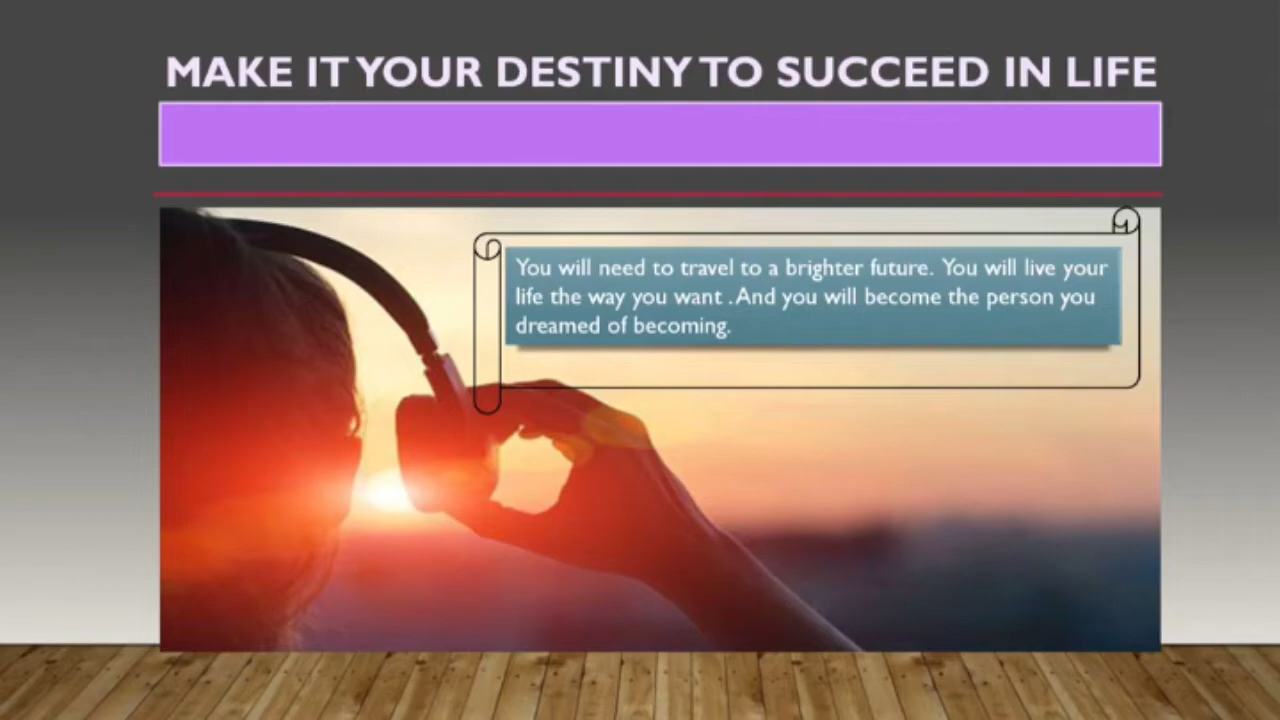 MAKE IT YOUR DESTINY TO SUCCEED IN LIFE
You will need to travel to a brighter future. You will live your
life the way you want . And you will become the person you
dreamed of becoming.